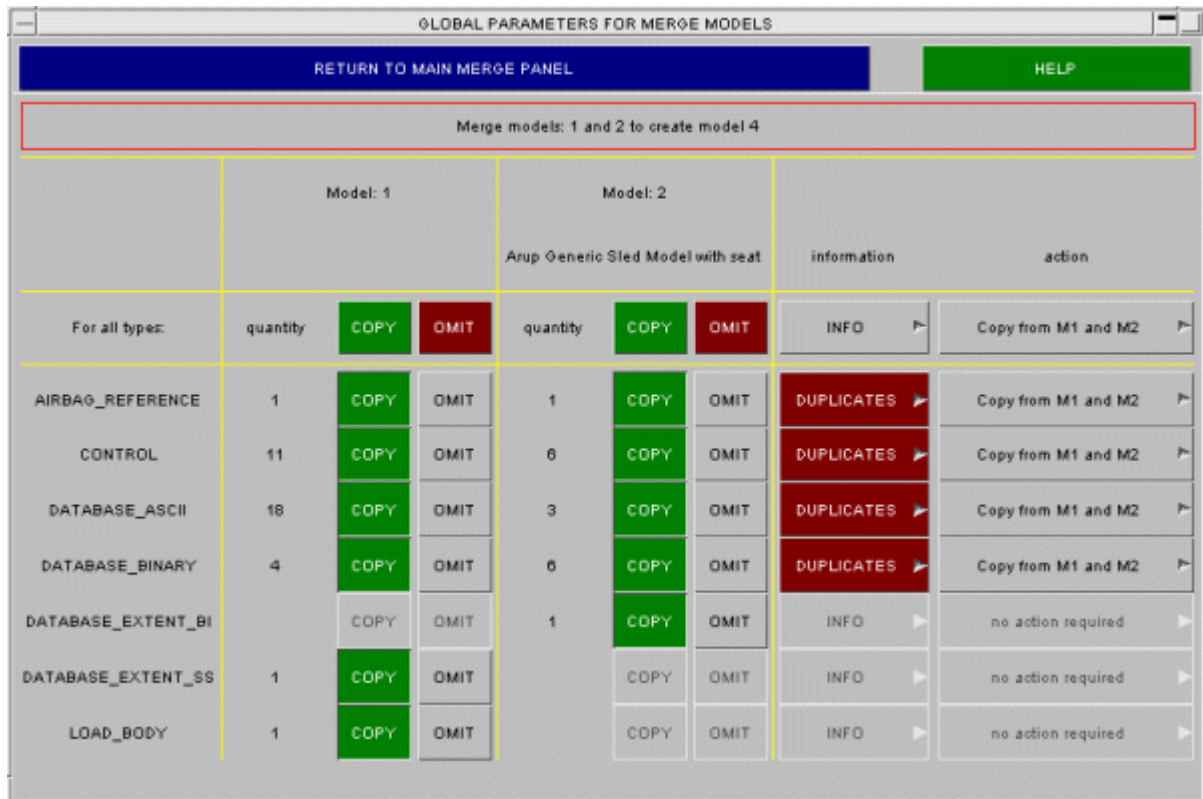 GLOBAL PARAMETERS FOR MERGE MODELS
RETURN TO MAIN MERGE PANEL HELP
Merge models: 1 and 2 to create model 4
Model: 1 Model: 2
Arup Generic Sled Model with seat information action
For all types: quantity COPY OMIT quantity COPY OMIT INFO Copy from M1 and M2
AIRBAG_REFERENCE 1 COPY OMIT 1 COPY OMIT DUPLICATES Copy from M1 and M2
CONTROL 11 COPY OMIT 6 COPY OMIT DUPLICATES Copy from M1 and M2
DATABASE_ASCII 18 COPY OMIT 3 COPY OMIT DUPLICATES Copy from M1 and M2
DATABASE_BINARY 4 COPY OMIT 6 COPY OMIT DUPLICATES Copy from M1 and M2
DATABASE_EXTENT_BI COPY OMIT 1 COPY OMIT INFO no action required
DATABASE_EXTENT_SS 1 COPY OMIT COPY OMIT INFO no action required
LOAD_BODY 1 COPY OMIT COPY OMIT INFO no action required